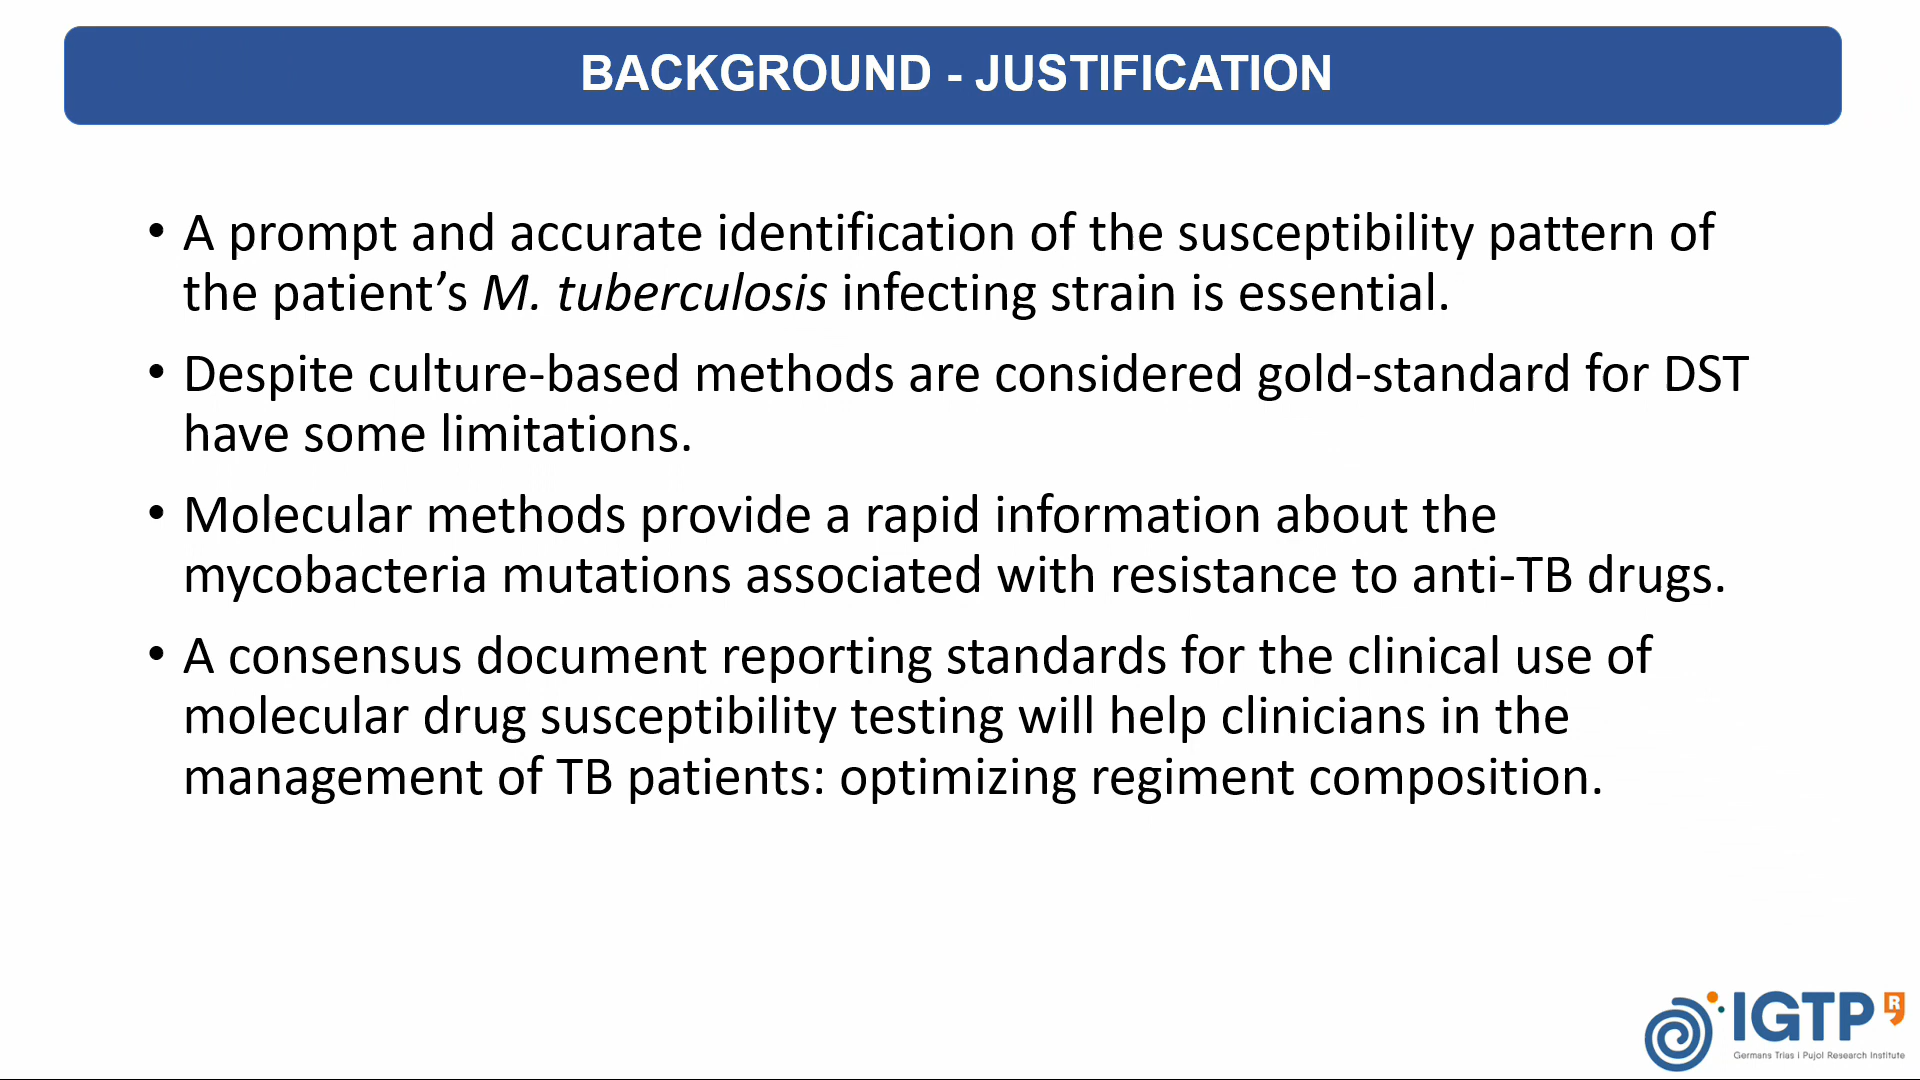 BACKGROUND - JUSTIFICATION
• A prompt and accurate identification of the susceptibility pattern of
the patient’s M. tuberculosis infecting strain is essential.
• Despite culture-based methods are considered gold-standard for DST
have some limitations.
• Molecular methods provide a rapid information about the
mycobacteria mutations associated with resistance to anti-TB drugs.
• A consensus document reporting standards for the clinical use of
molecular drug susceptibility testing will help clinicians in the
management of TB patients: optimizing regiment composition.
IGTP R
Germans Trias i Pujol Research Institute